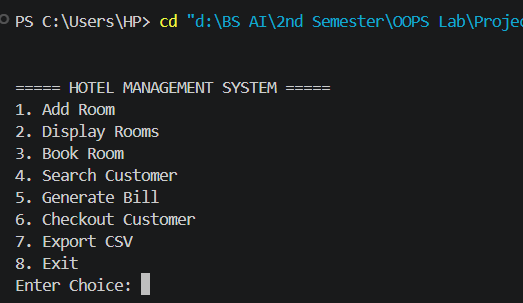 PS C:\Users\HP> cd "d:\BS AI\2nd Semester\OOPS Lab\Projec
===== HOTEL MANAGEMENT SYSTEM =====
1. Add Room
2. Display Rooms
3. Book Room
4. Search Customer
5. Generate Bill
6. Checkout Customer
7. Export CSV
8. Exit
Enter Choice: